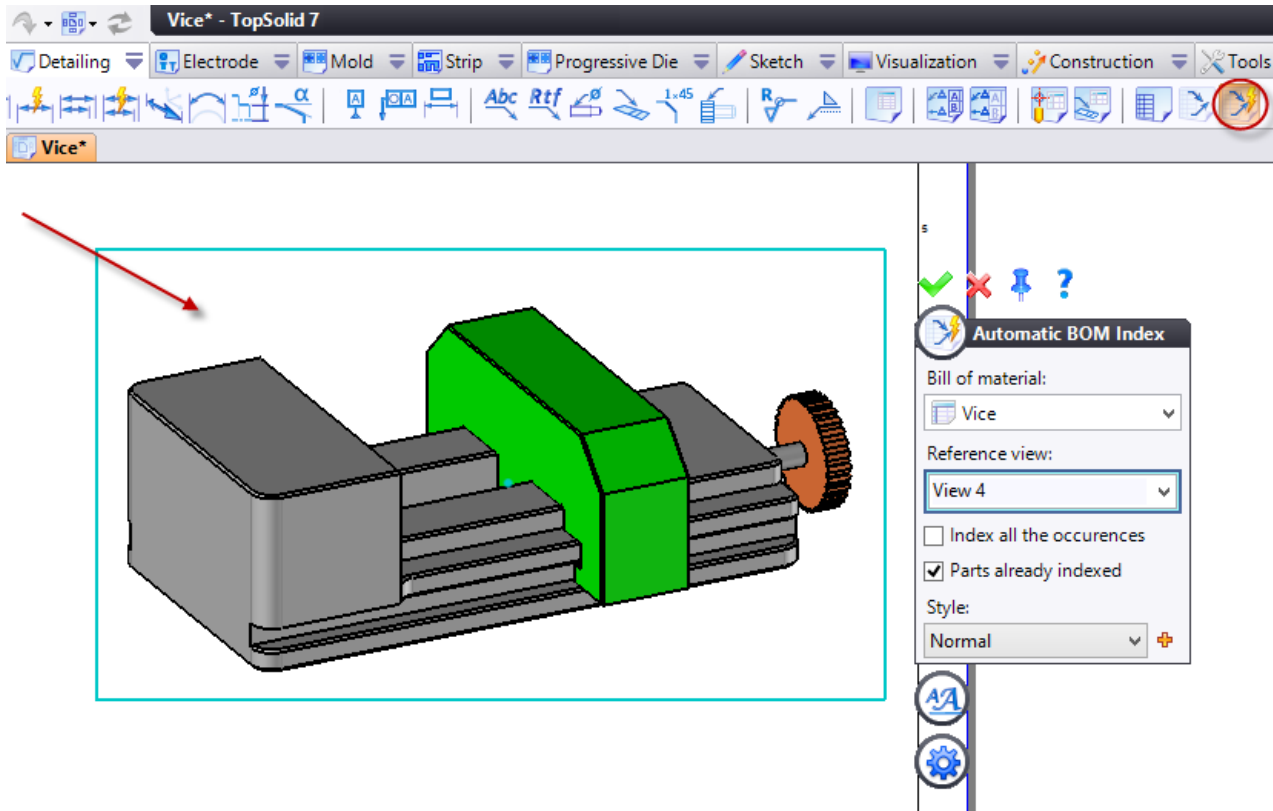 Vice* - TopSolid 7
Detailing Electrode Mold Strip Progressive Die Sketch Visualization Construction Tools
α A A Abc Rtf 1×45 R A B A B
Vice*
5
?
Automatic BOM Index
Bill of material:
Vice
Reference view:
View 4
Index all the occurences
Parts already indexed
Style:
Normal
AA